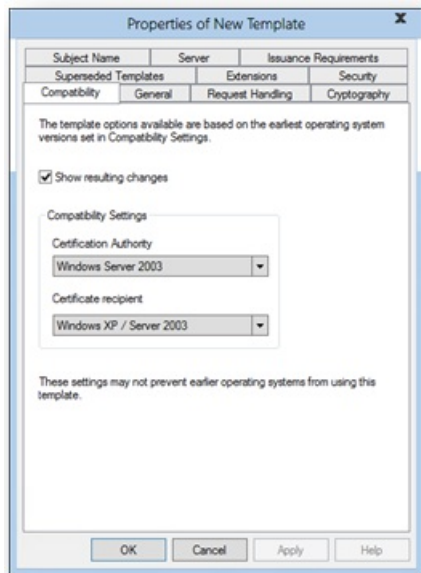 Properties of New Template
x
Subject Name Server Issuance Requirements
Superseded Templates Extensions Security
Compatibility General Request Handling Cryptography
The template options available are based on the earliest operating system
versions set in Compatibility Settings.
Show resulting changes
Compatibility Settings
Certification Authority
Windows Server 2003
Certificate recipient
Windows XP / Server 2003
These settings may not prevent earlier operating systems from using this
template.
OK Cancel Apply Help